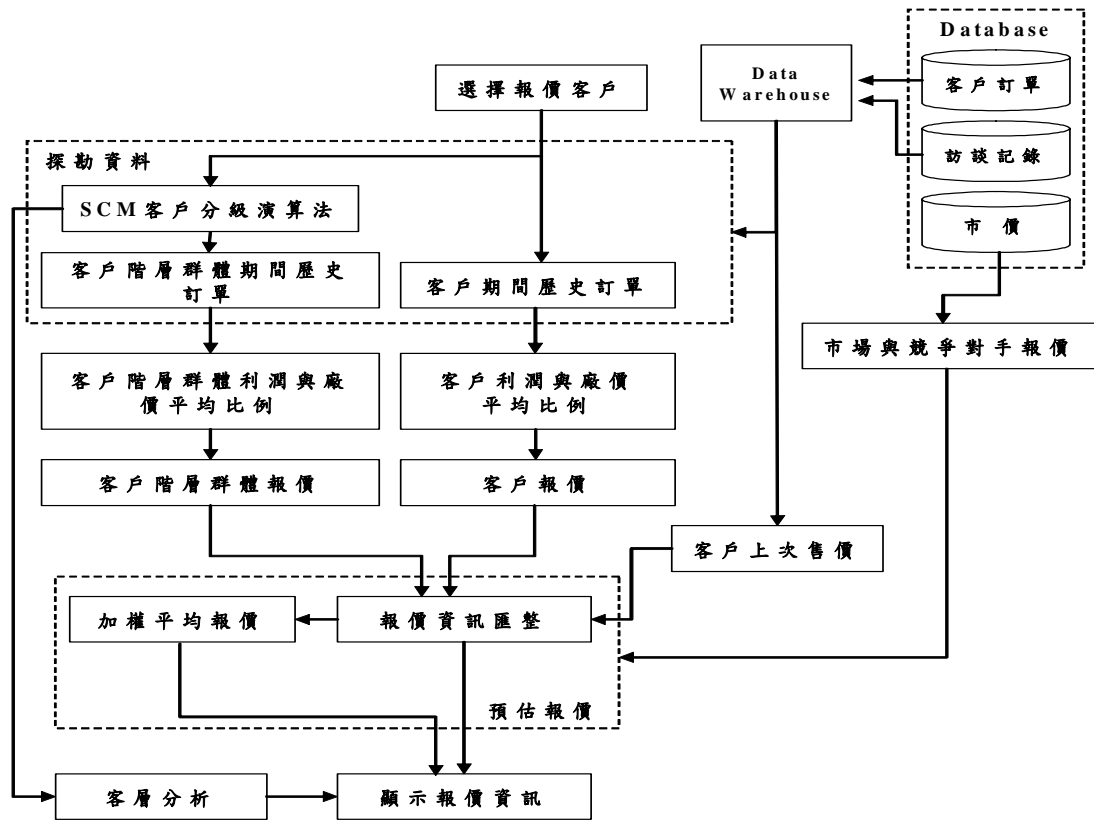 Database
選擇報價客戶
Data
Warehouse
客戶訂單
探勘資料
訪談記錄
SCM客戶分級演算法
市價
客戶階層群體期間歷史
訂單
客戶期間歷史訂單
市場與競爭對手報價
客戶階層群體利潤與廠
價平均比例
客戶利潤與廠價
平均比例
客戶階層群體報價
客戶報價
客戶上次售價
加權平均報價
報價資訊匯整
預估報價
客層分析
顯示報價資訊